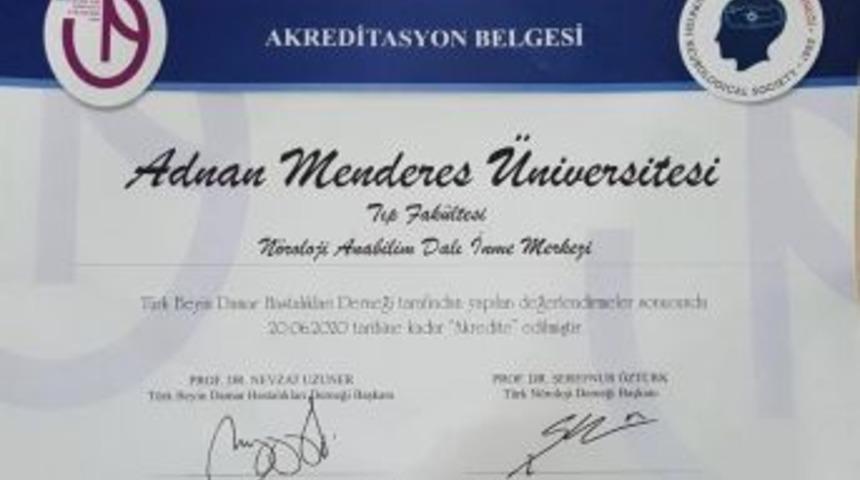 AKREDİTASYON BELGESİ
NEUROLOGICAL SOCIETY
Adnan Menderes Üniversitesi
Tıp Fakültesi
Nöroloji Anabilim Dalı İnme Merkezi
Türk Beyin Damar Hastalıkları Derneği tarafından yapılan değerlendirmeler sonucunda
20.06.2020 tarihine kadar "Akredite" edilmiştir
PROF. DR. NEVZAT UZUNER
PROF. DR. ŞEREFNUR ÖZTÜRK
Türk Beyin Damar Hastalıkları Derneği Başkanı
Türk Nöroloji Derneği Başkanı